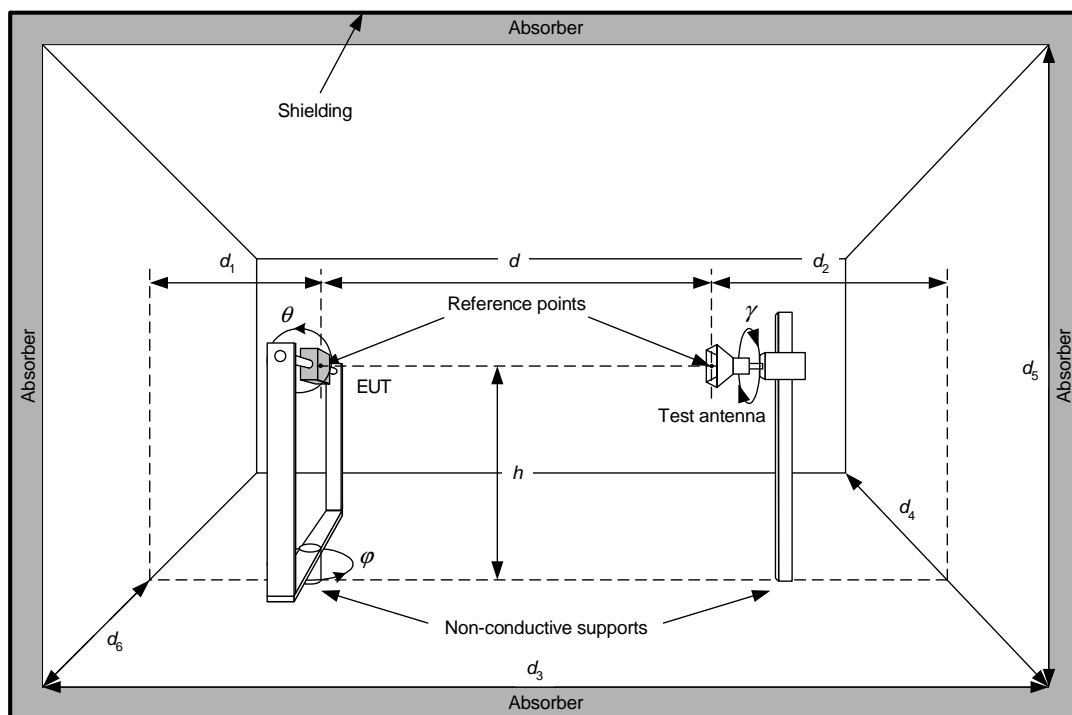 Absorber
Shielding
d1
d
d2
Reference points
θ
γ
EUT
Absorber
Absorber
d5
Test antenna
h
d4
φ
Non-conductive supports
d6
d3
Absorber